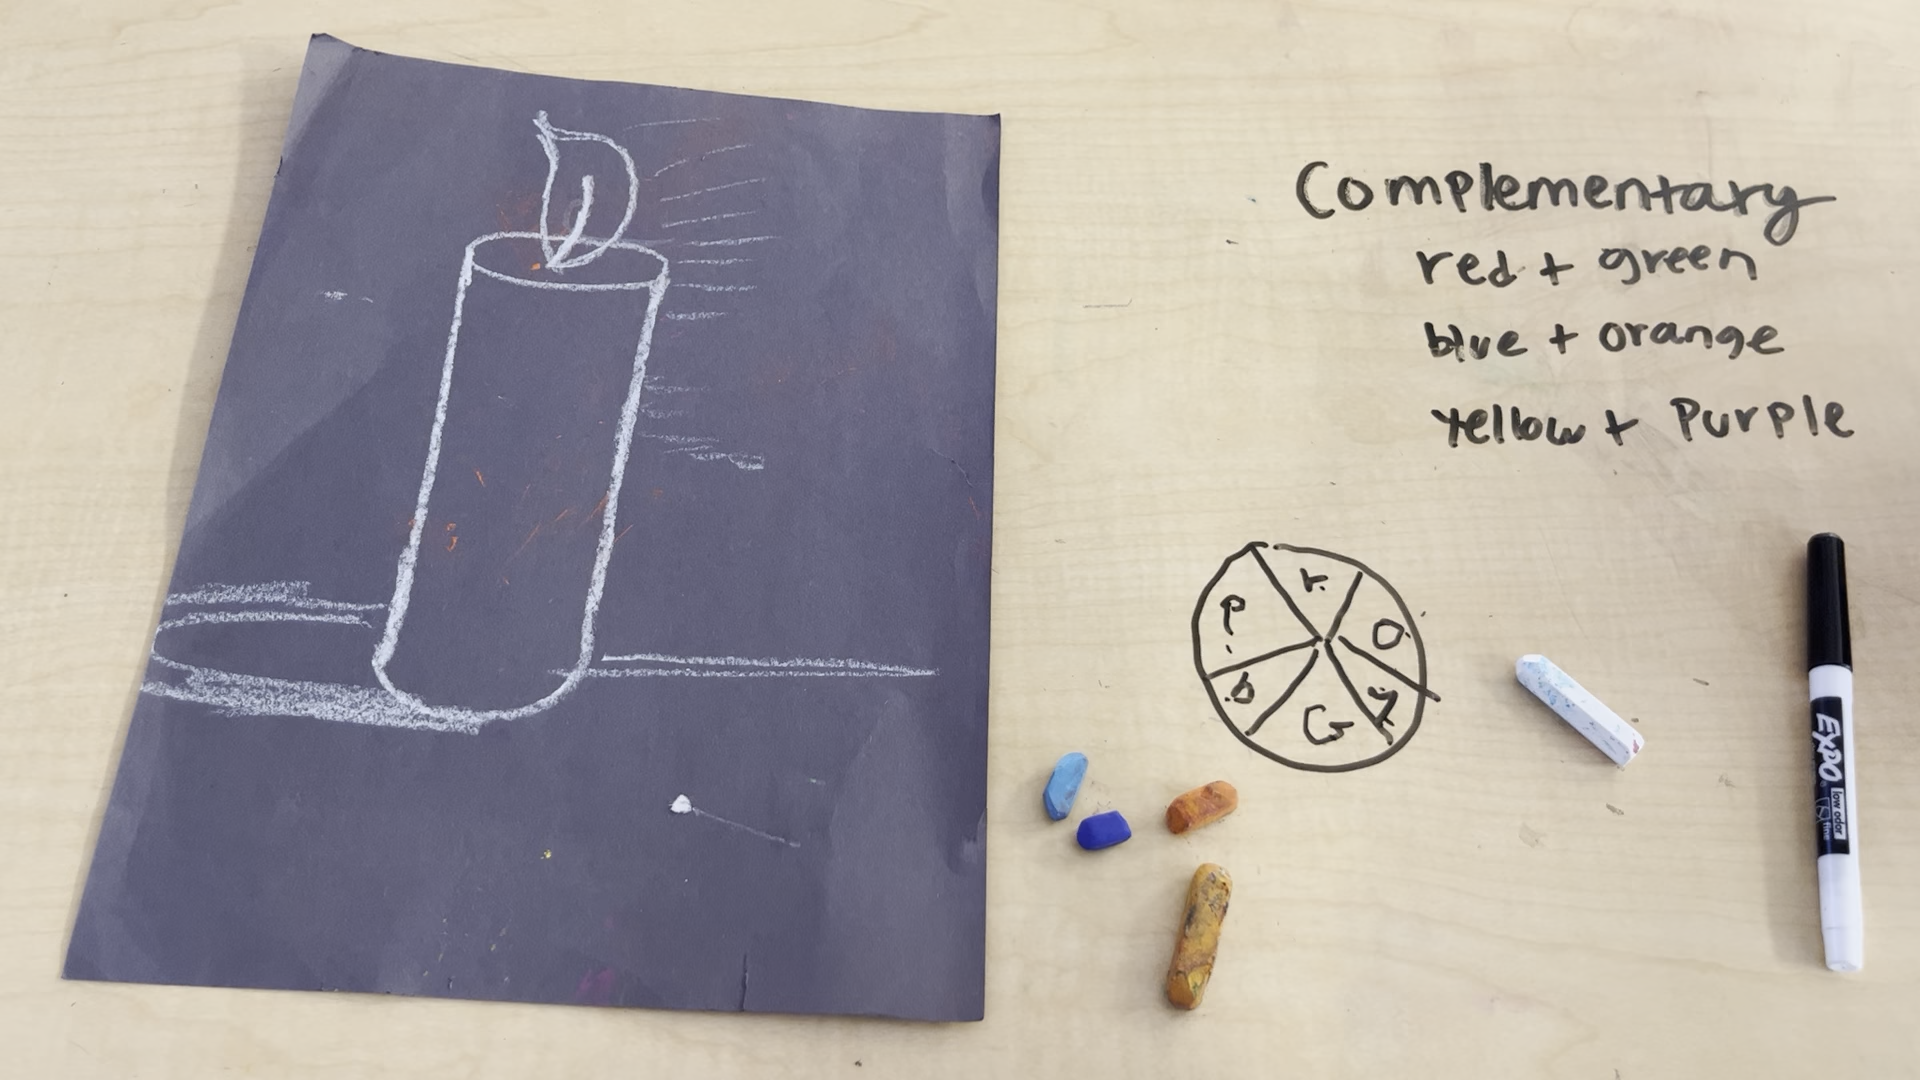 Complementary
red + green
blue + orange
yellow + Purple
r.
P
O
b
y
G
EXPO
low odor
fine